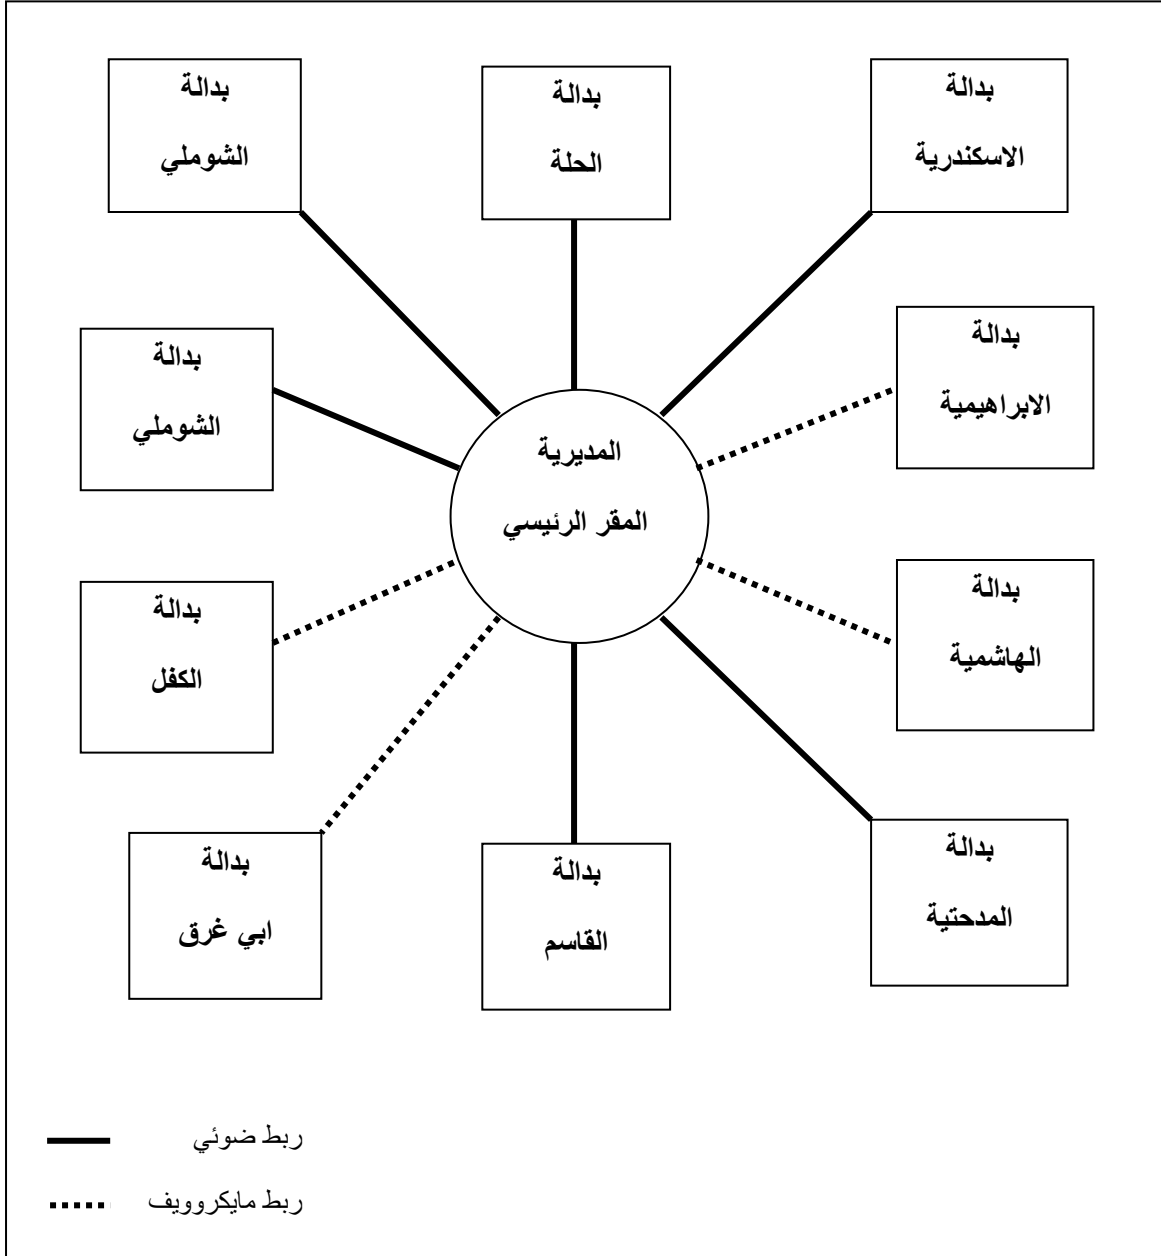 بدالة
الاسكندرية
بدالة
الحلة
بدالة
الشوملي
بدالة
الابراهيمية
بدالة
الشوملي
المديرية
المقر الرئيسي
بدالة
الهاشمية
بدالة
الكفل
بدالة
المدحتية
بدالة
القاسم
بدالة
ابي غرق
ربط ضوئي
ربط مايكروويف